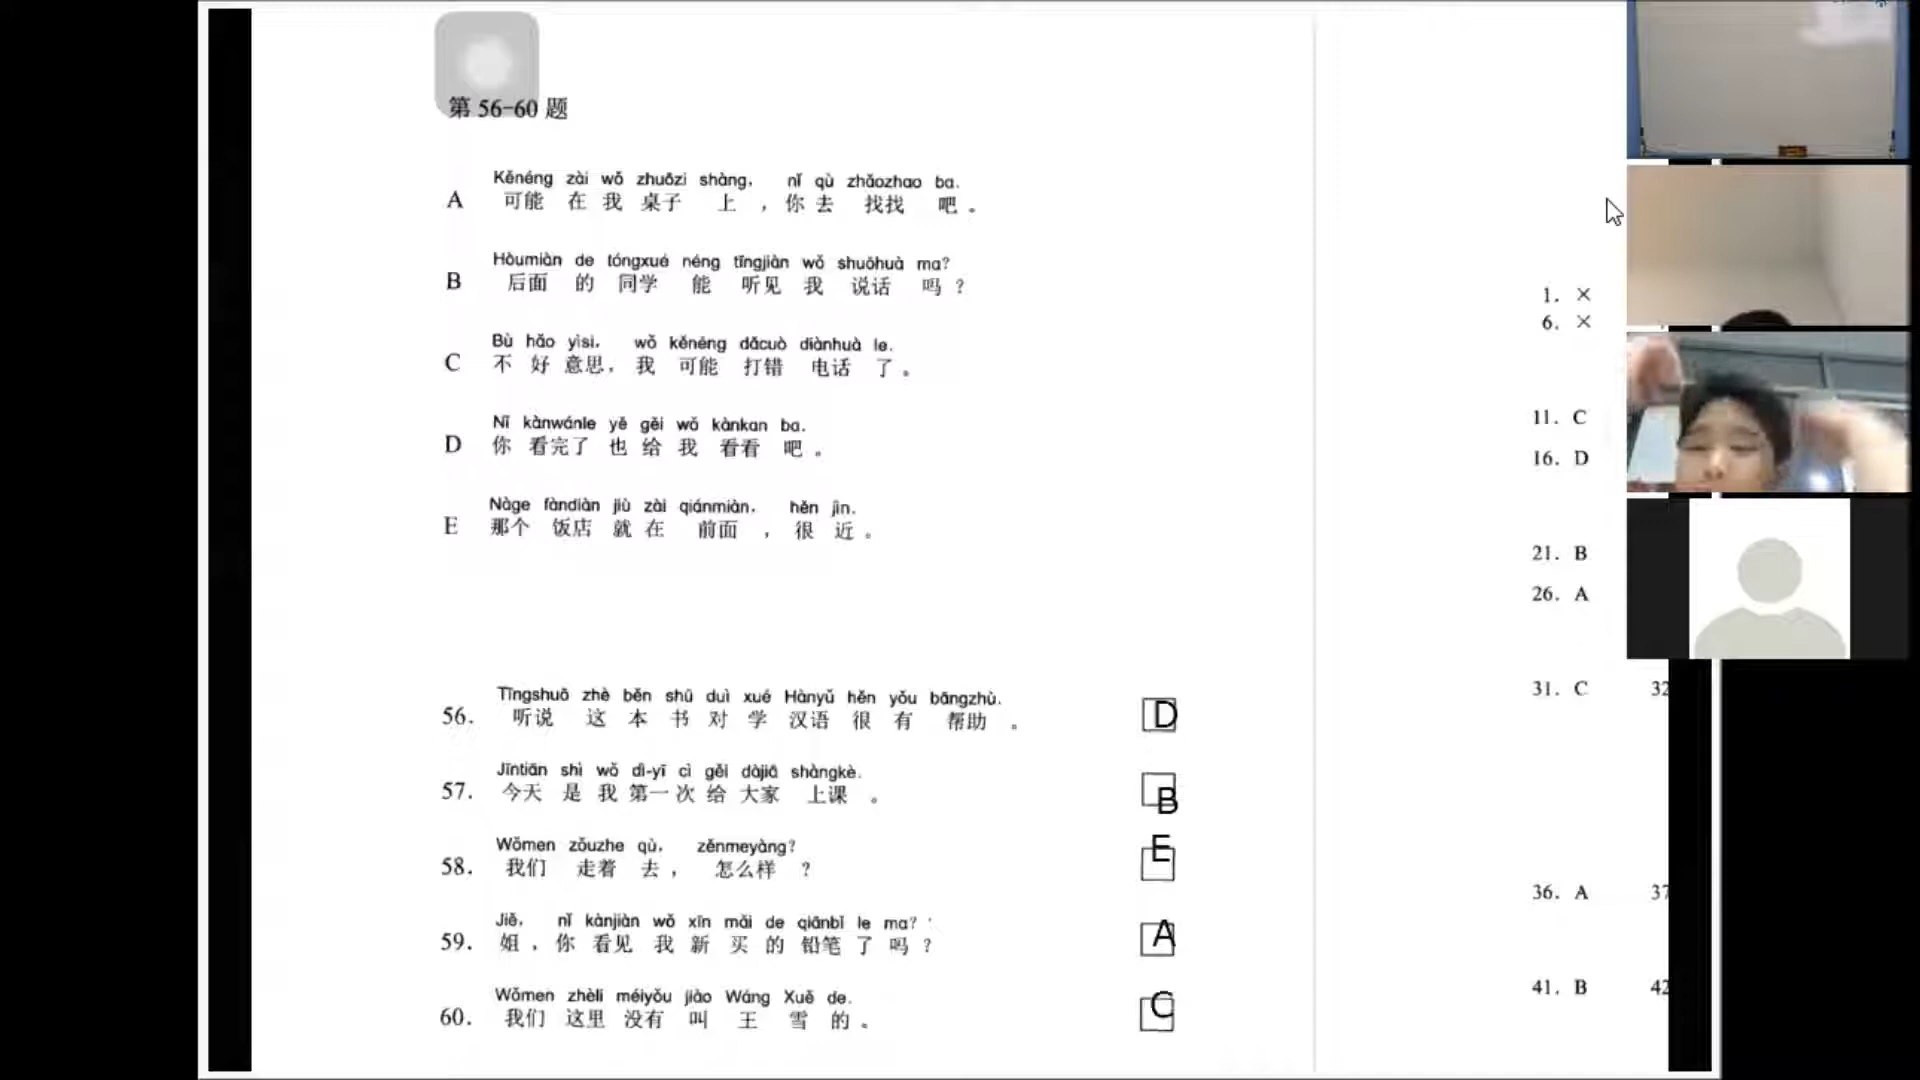 第 56-60 题
Kěnéng zài wǒ zhuōzi shàng, nǐ qù zhǎozhao ba.
A 可能 在 我 桌子 上 ，你 去 找找 吧 。
Hòumiàn de tóngxué néng tīngjiàn wǒ shuōhuà ma?
B 后面 的 同学 能 听见 我 说话 吗 ？
Bù hǎo yìsi, wǒ kěnéng dǎcuò diànhuà le.
C 不 好 意思，我 可能 打错 电话 了 。
Nǐ kànwánle yě gěi wǒ kànkan ba.
D 你 看完了 也 给 我 看看 吧 。
Nàge fàndiàn jiù zài qiánmiàn, hěn jìn.
E 那个 饭店 就 在 前面 ，很 近 。
Tīngshuō zhè běn shū duì xué Hànyǔ hěn yǒu bāngzhù.
56. 听说 这 本 书 对 学 汉语 很 有 帮助 。 D
Jīntiān shì wǒ dì-yī cì gěi dàjiā shàngkè.
57. 今天 是 我 第一 次 给 大家 上课 。 B
Wǒmen zǒuzhe qù, zěnmeyàng?
58. 我们 走着 去 ，怎么样 ？ E
Jiě, nǐ kànjiàn wǒ xīn mǎi de qiānbǐ le ma?
59. 姐 ，你 看见 我 新 买 的 铅笔 了 吗 ？ A
Wǒmen zhèlǐ méiyǒu jiào Wáng Xuě de.
60. 我们 这里 没有 叫 王 雪 的 。 C
1. ×
6. ×
11. C
16. D
21. B
26. A
31. C 32
36. A 37
41. B 42